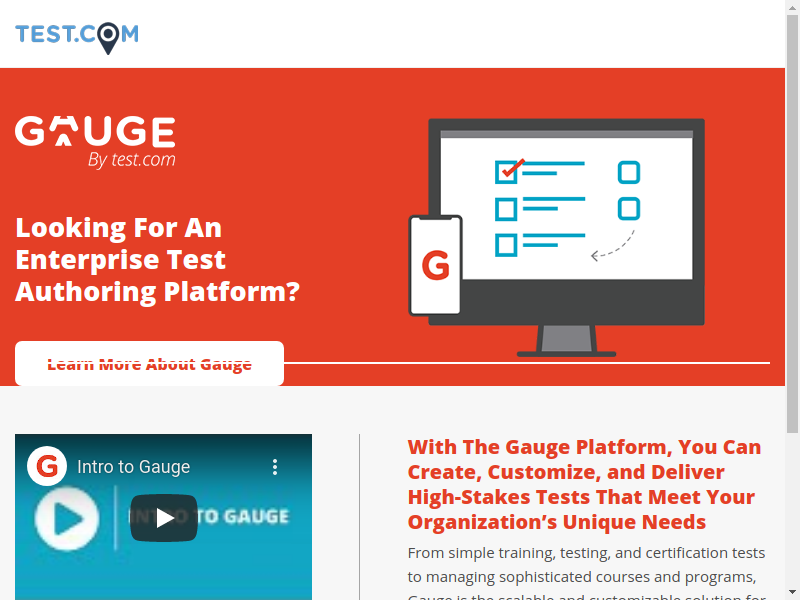 TEST.COM
GAUGE
By test.com
Looking For An
Enterprise Test
Authoring Platform?
G
Learn More About Gauge
G
Intro to Gauge
INTRO TO GAUGE
With The Gauge Platform, You Can
Create, Customize, and Deliver
High-Stakes Tests That Meet Your
Organization’s Unique Needs
From simple training, testing, and certification tests
to managing sophisticated courses and programs,
Gauge is the scalable and customizable solution for